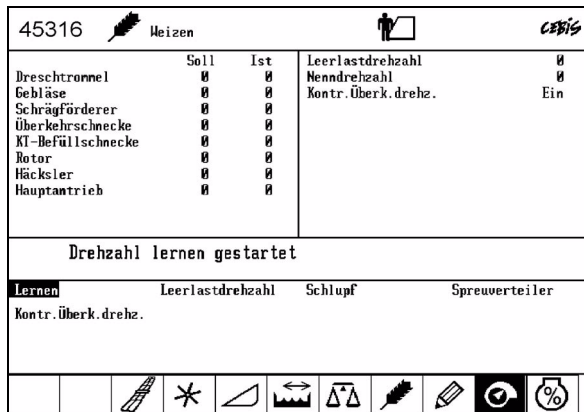 45316 Weizen CEBIS
Soll Ist
Dreschtrommel 0 0
Gebläse 0 0
Schrägförderer 0 0
Überkehrschnecke 0 0
KT-Befüllschnecke 0 0
Rotor 0 0
Häcksler 0 0
Hauptantrieb 0 0
Leerlastdrehzahl 0
Nenndrehzahl 0
Kontr.Überk.drehz. Ein
Drehzahl lernen gestartet
Lernen Leerlastdrehzahl Schlupf Spreuverteiler
Kontr.Überk.drehz.
%